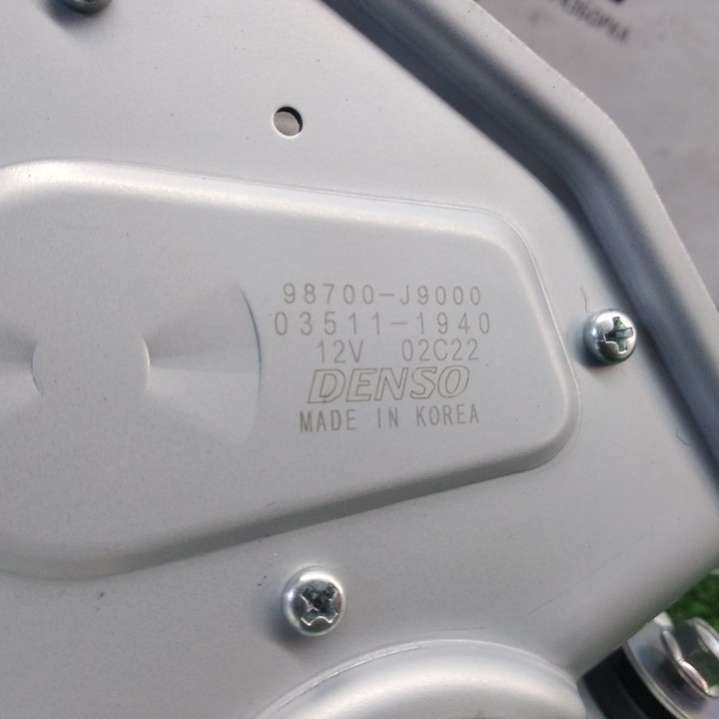 98700-J9000
03511-1940
12V 02C22
DENSO
MADE IN KOREA